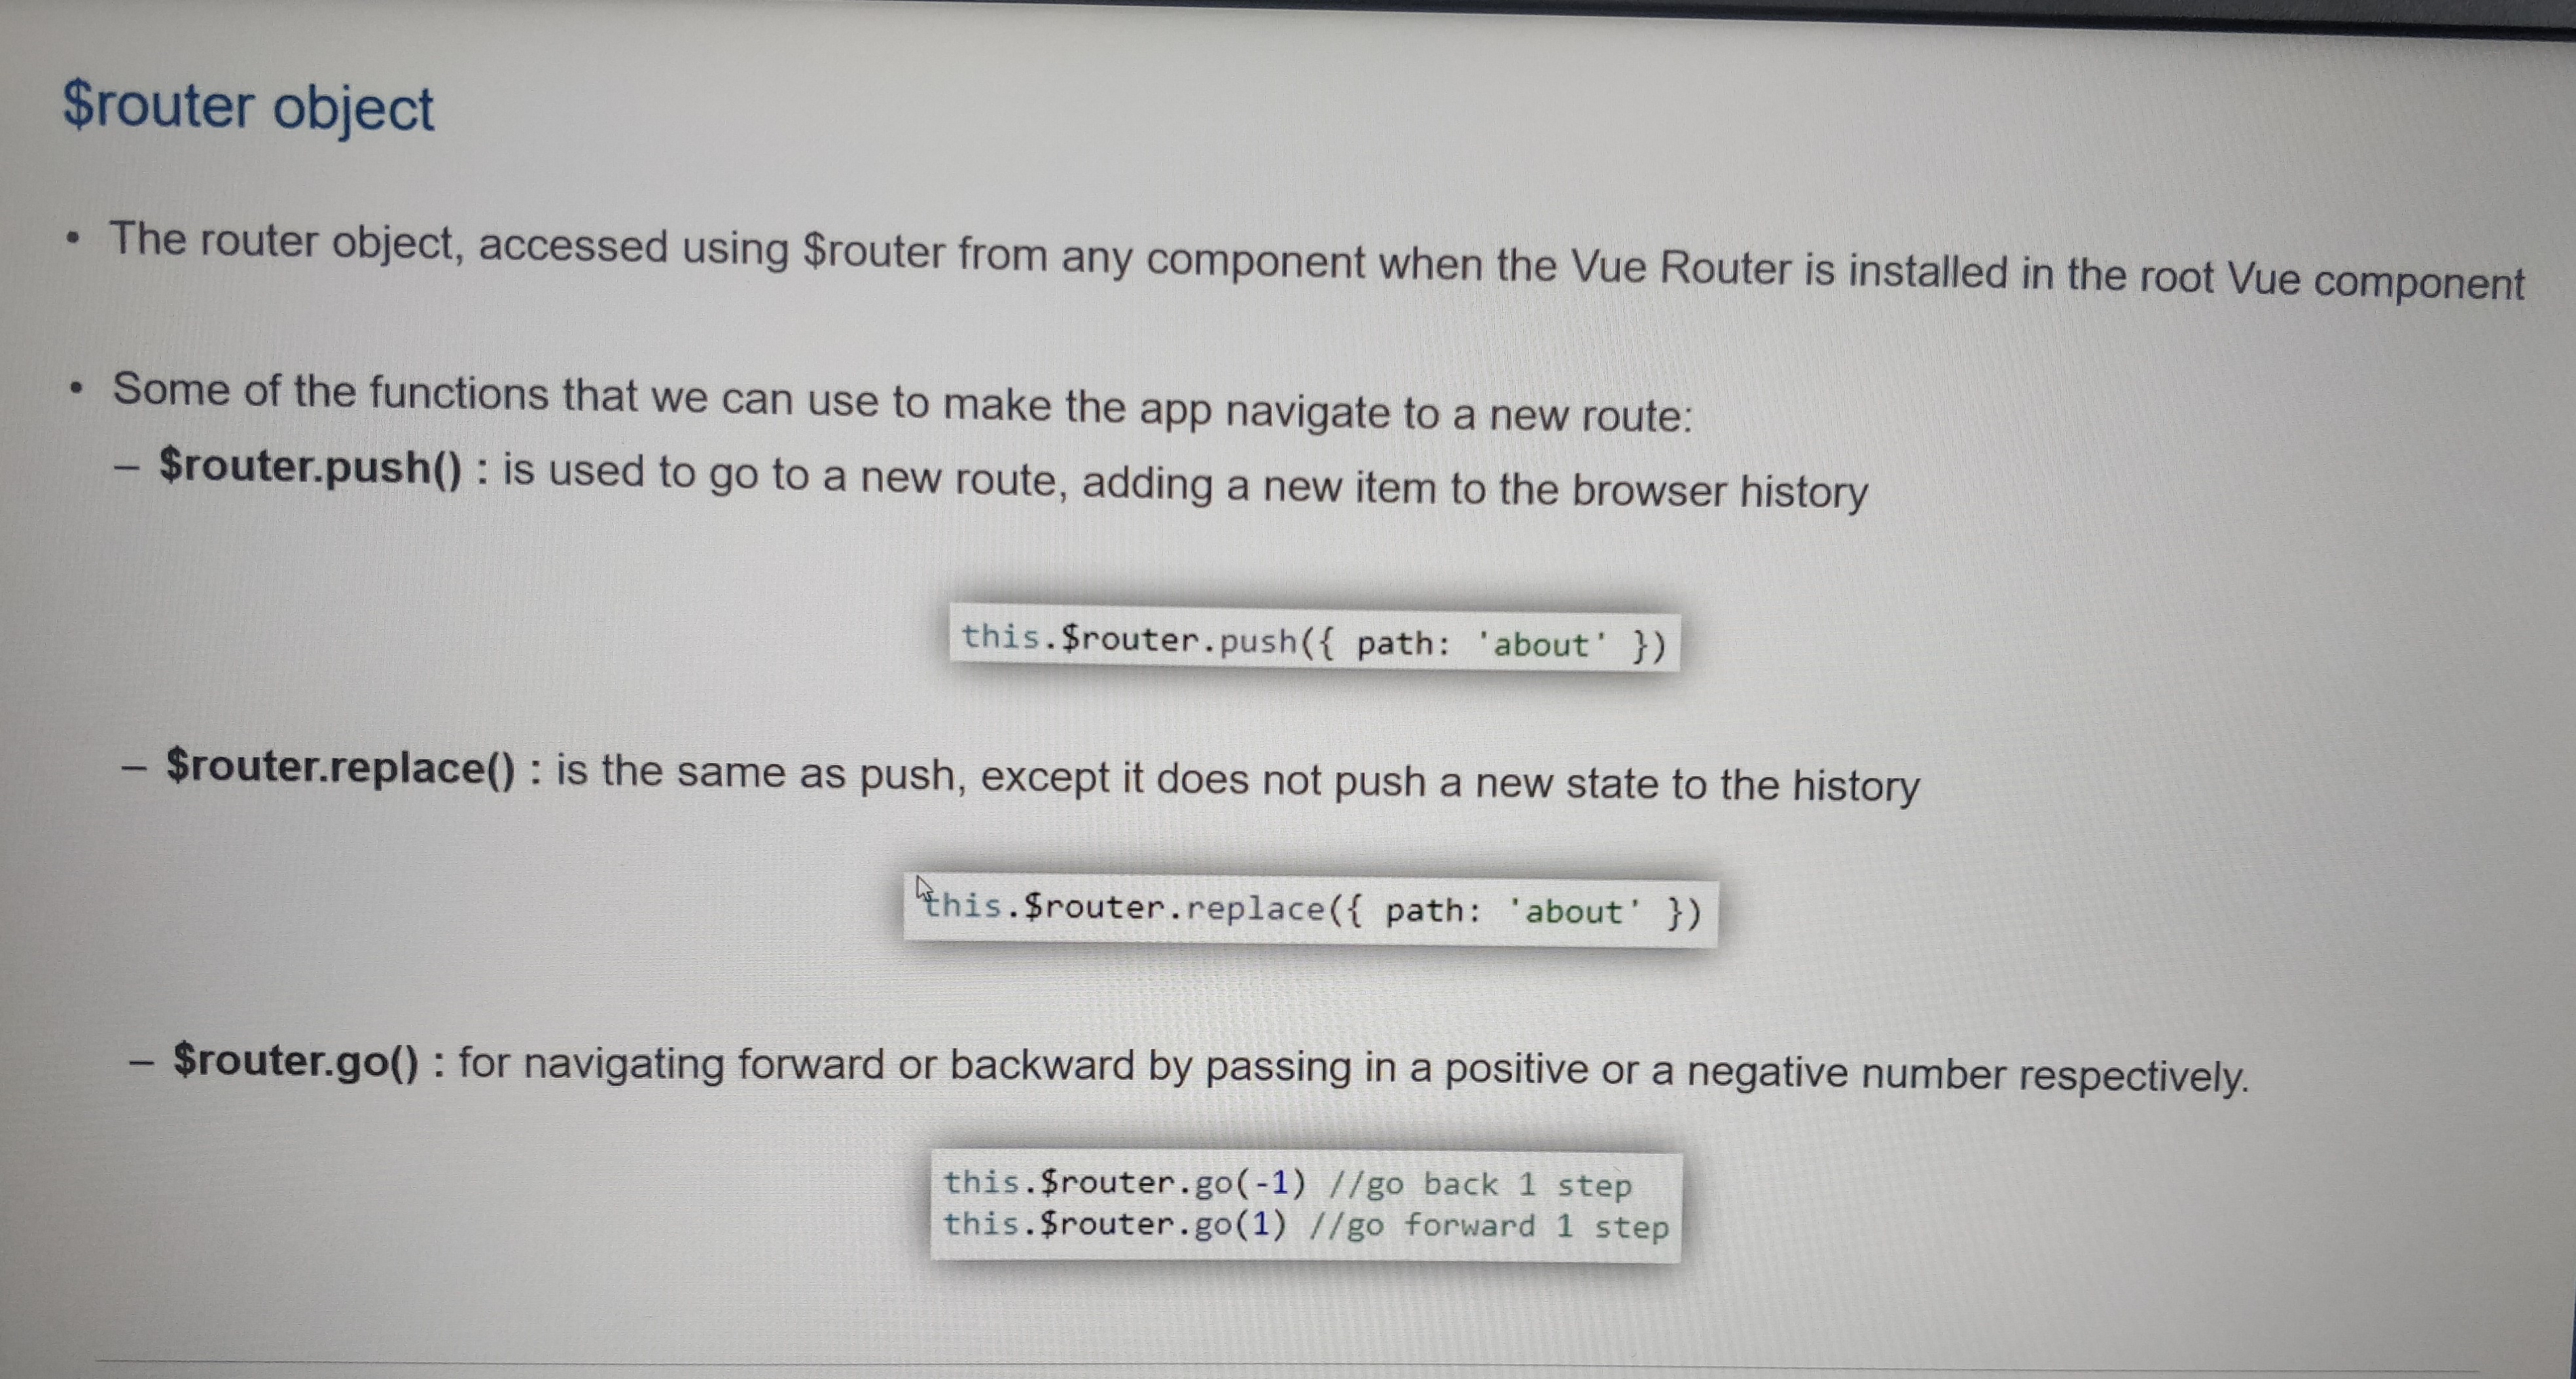 $router object
• The router object, accessed using $router from any component when the Vue Router is installed in the root Vue component
• Some of the functions that we can use to make the app navigate to a new route:
– $router.push() : is used to go to a new route, adding a new item to the browser history
this.$router.push({ path: 'about' })
– $router.replace() : is the same as push, except it does not push a new state to the history
this.$router.replace({ path: 'about' })
– $router.go() : for navigating forward or backward by passing in a positive or a negative number respectively.
this.$router.go(-1) //go back 1 step
this.$router.go(1) //go forward 1 step